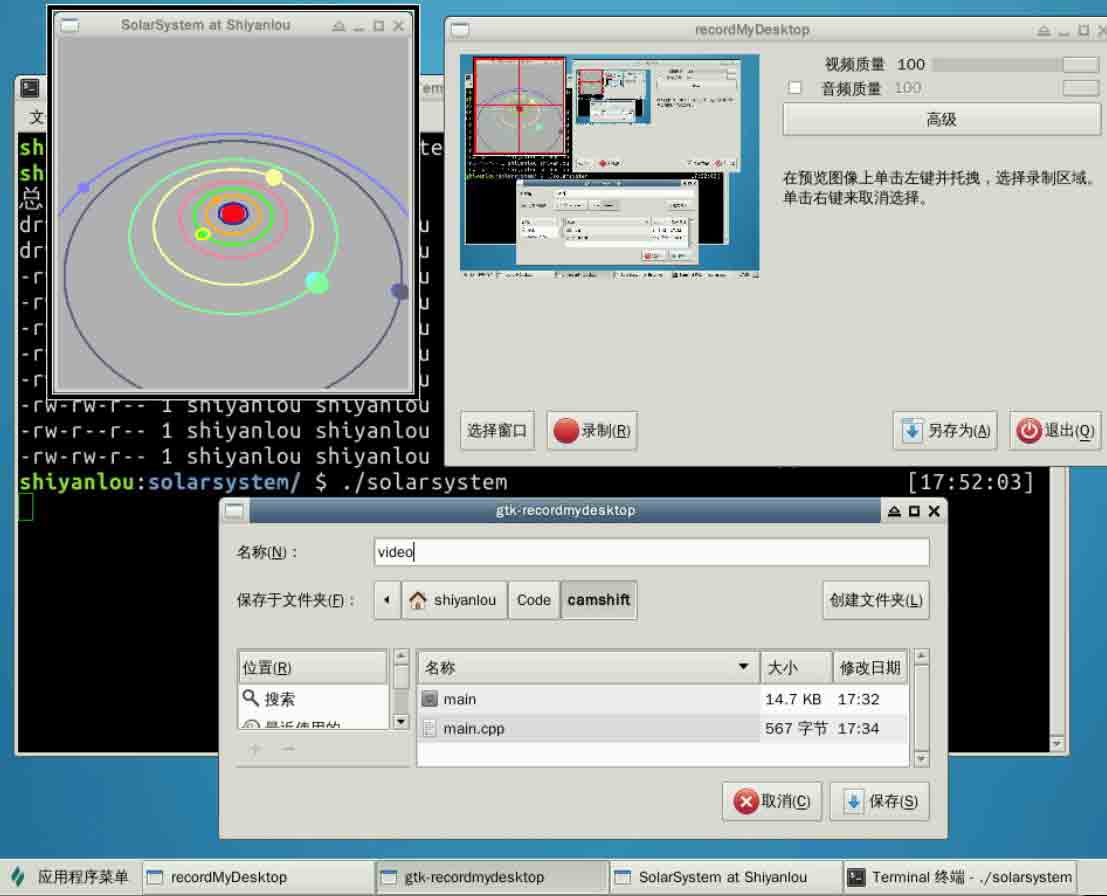 SolarSystem at Shiyanlou
recordMyDesktop
视频质量 100
音频质量 100
高级
在预览图像上单击左键并托拽，选择录制区域。
单击右键来取消选择。
选择窗口
录制(R)
另存为(A)
退出(Q)
文
sh
sh
总
dr
dr
-r
-r
-r
-r
-r
-rw-rw-r-- 1 shiyanlou shiyanlou
-rw-r--r-- 1 shiyanlou shiyanlou
-rw-rw-r-- 1 shiyanlou shiyanlou
shiyanlou:solarsystem/ $ ./solarsystem [17:52:03]
gtk-recordmydesktop
名称(N)：
video
保存于文件夹(F)：
shiyanlou
Code
camshift
创建文件夹(L)
位置(R)
搜索
最近使用的
名称 大小 修改日期
main 14.7 KB 17:32
main.cpp 567 字节 17:34
取消(C)
保存(S)
应用程序菜单
recordMyDesktop
gtk-recordmydesktop
SolarSystem at Shiyanlou
Terminal 终端 - ./solarsystem